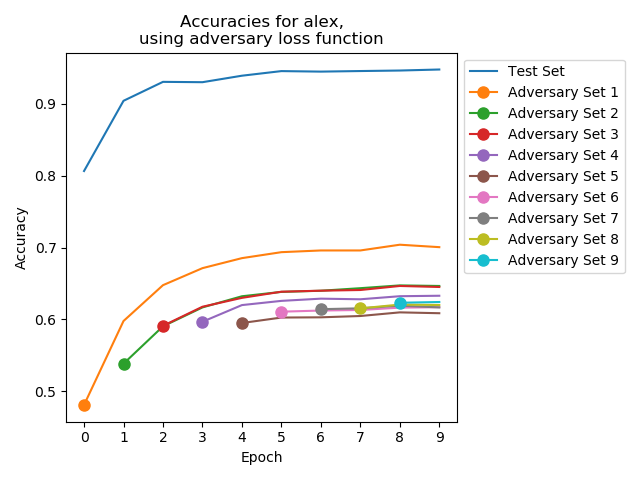 Accuracies for alex,
using adversary loss function
Accuracy
0.9
0.8
0.7
0.6
0.5
0 1 2 3 4 5 6 7 8 9
Epoch
Test Set
Adversary Set 1
Adversary Set 2
Adversary Set 3
Adversary Set 4
Adversary Set 5
Adversary Set 6
Adversary Set 7
Adversary Set 8
Adversary Set 9